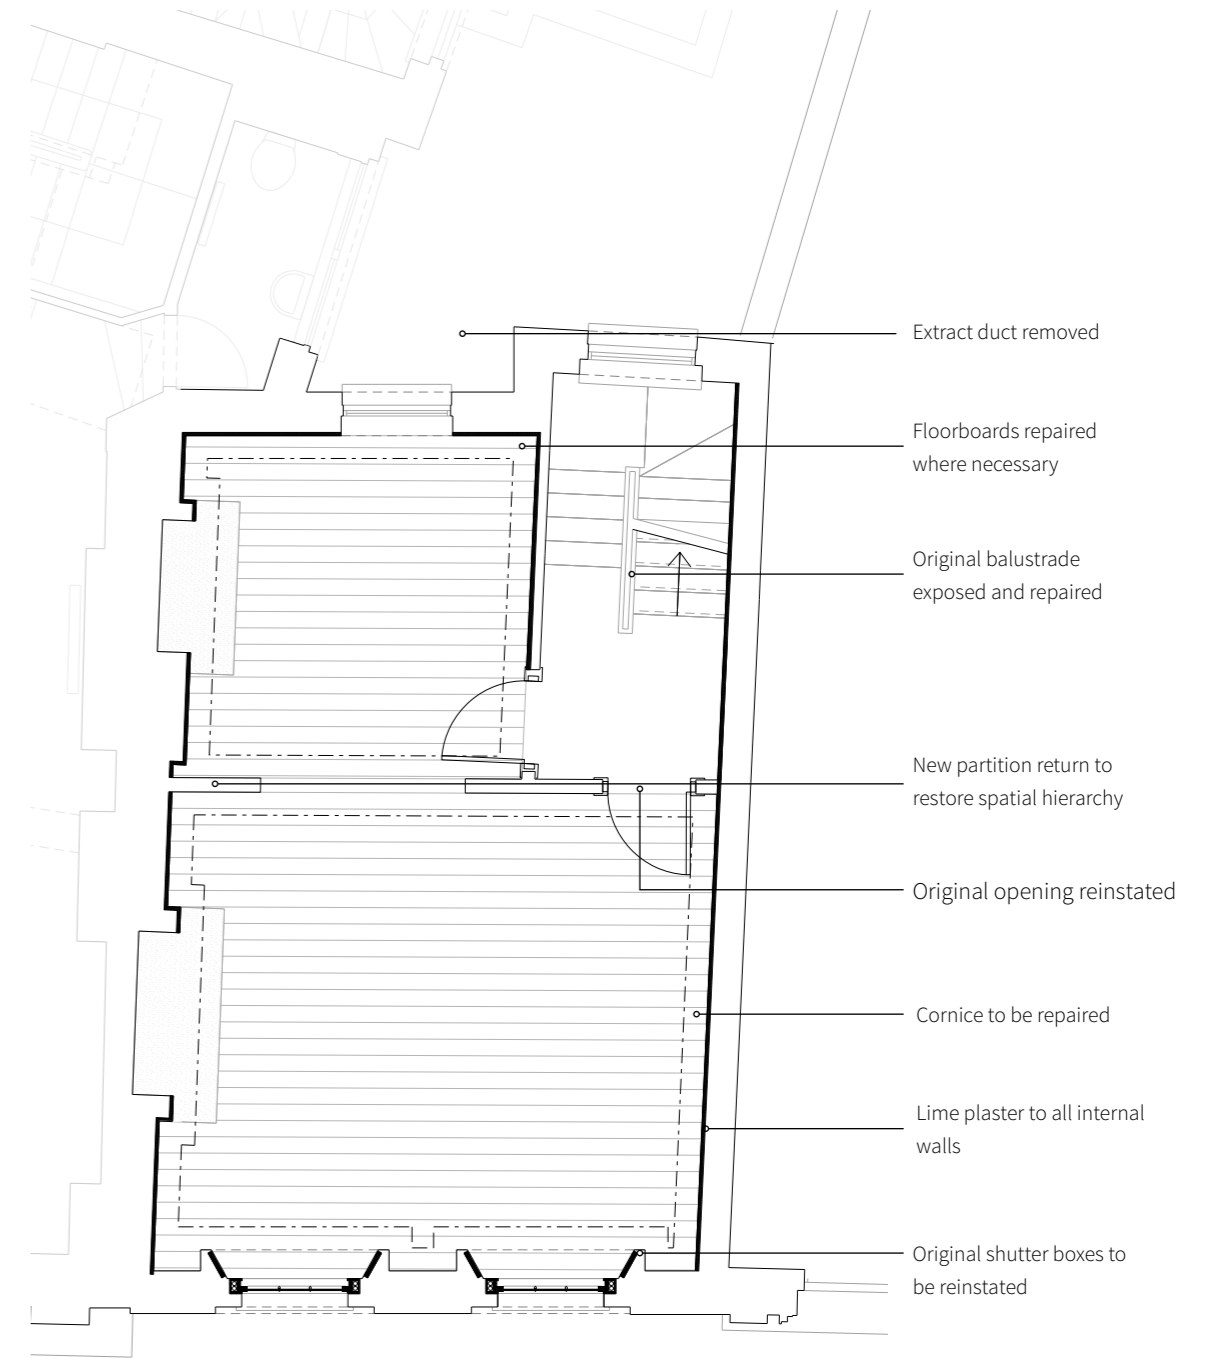 Extract duct removed
Floorboards repaired
where necessary
Original balustrade
exposed and repaired
New partition return to
restore spatial hierarchy
Original opening reinstated
Cornice to be repaired
Lime plaster to all internal
walls
Original shutter boxes to
be reinstated